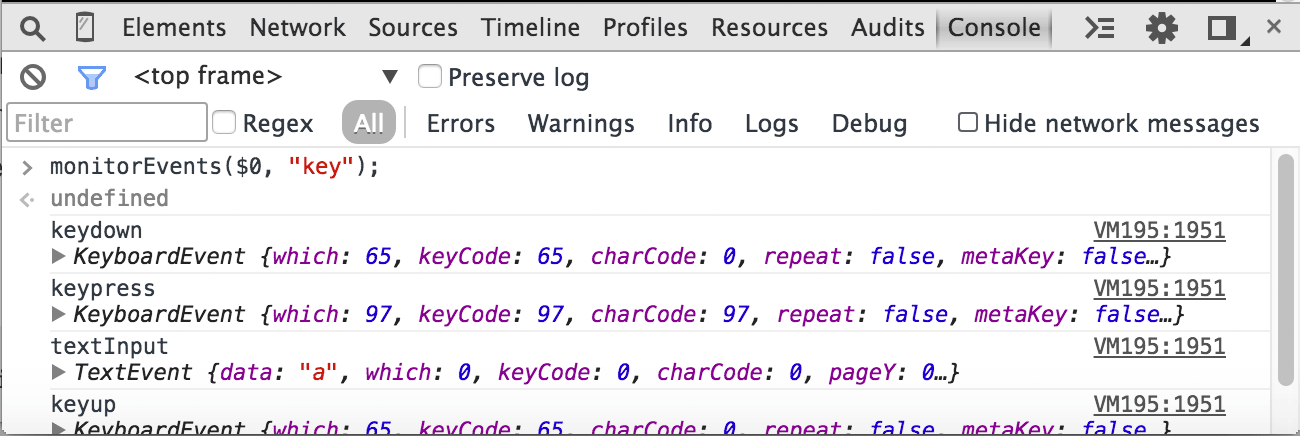 Elements Network Sources Timeline Profiles Resources Audits Console
<top frame> Preserve log
Filter Regex All Errors Warnings Info Logs Debug Hide network messages
monitorEvents($0, "key");
undefined
keydown VM195:1951
KeyboardEvent {which: 65, keyCode: 65, charCode: 0, repeat: false, metaKey: false…}
keypress VM195:1951
KeyboardEvent {which: 97, keyCode: 97, charCode: 97, repeat: false, metaKey: false…}
textInput VM195:1951
TextEvent {data: "a", which: 0, keyCode: 0, charCode: 0, pageY: 0…}
keyup VM195:1951
KeyboardEvent {which: 65, keyCode: 65, charCode: 0, repeat: false, metaKey: false…}